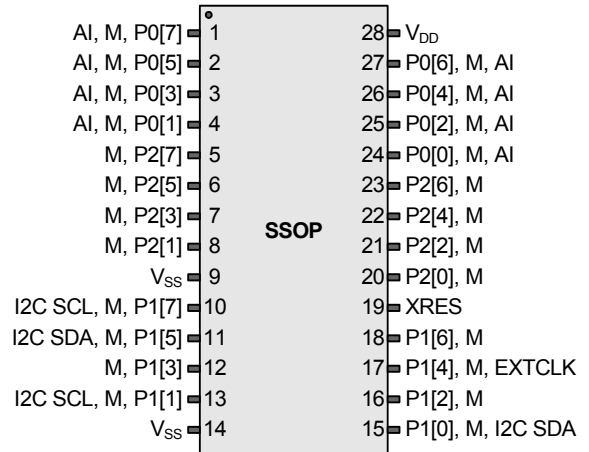 AI, M, P0[7] 1 28 VDD
AI, M, P0[5] 2 27 P0[6], M, AI
AI, M, P0[3] 3 26 P0[4], M, AI
AI, M, P0[1] 4 25 P0[2], M, AI
M, P2[7] 5 24 P0[0], M, AI
M, P2[5] 6 23 P2[6], M
M, P2[3] 7 22 P2[4], M
SSOP
M, P2[1] 8 21 P2[2], M
VSS 9 20 P2[0], M
I2C SCL, M, P1[7] 10 19 XRES
I2C SDA, M, P1[5] 11 18 P1[6], M
M, P1[3] 12 17 P1[4], M, EXTCLK
I2C SCL, M, P1[1] 13 16 P1[2], M
VSS 14 15 P1[0], M, I2C SDA